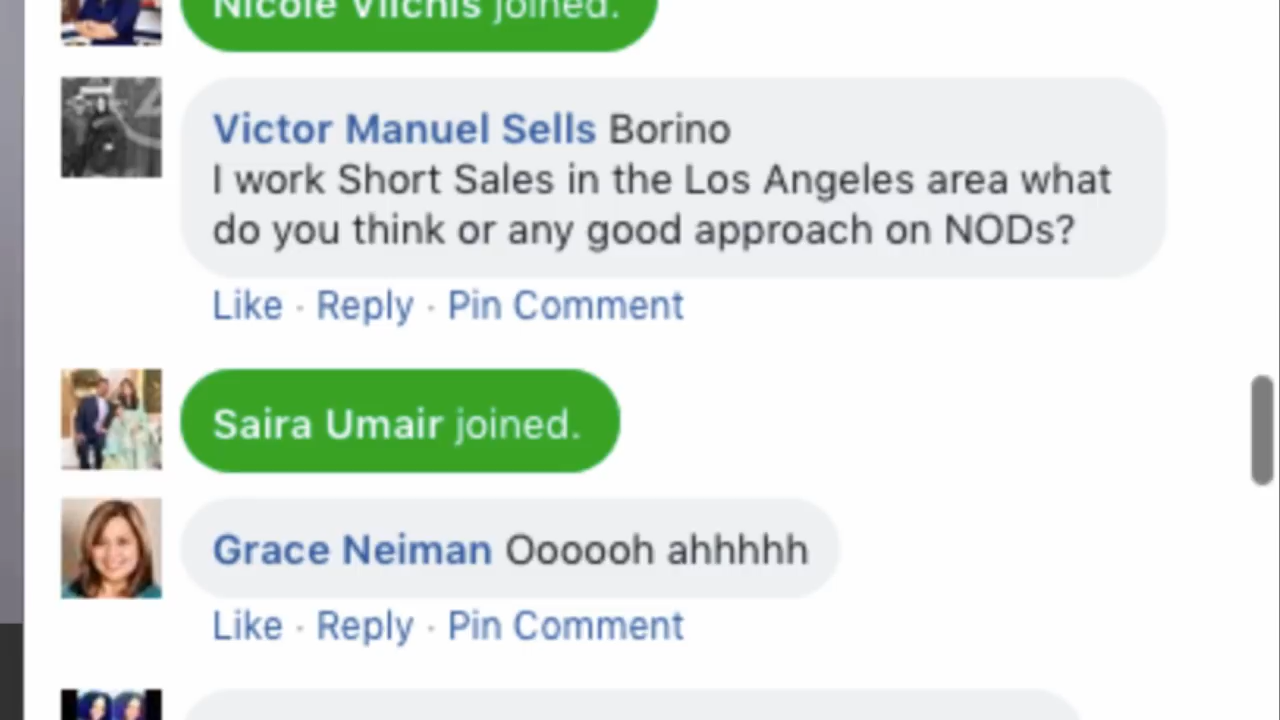 Nicole Vilchis joined.
Victor Manuel Sells Borino
I work Short Sales in the Los Angeles area what
do you think or any good approach on NODs?
Like · Reply · Pin Comment
Saira Umair joined.
Grace Neiman Oooooh ahhhhh
Like · Reply · Pin Comment